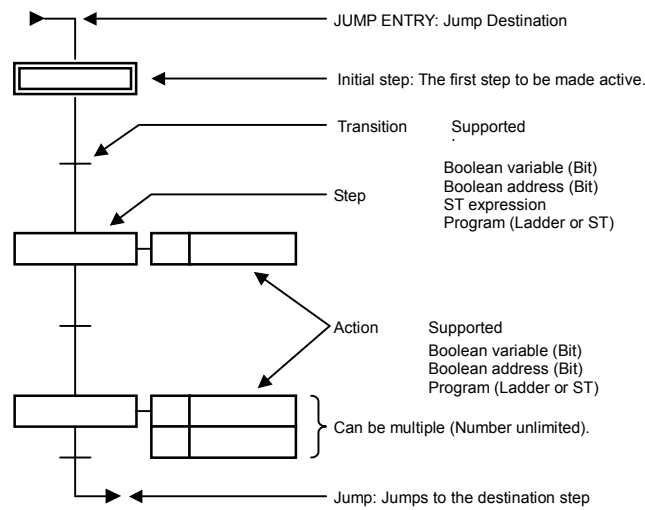 JUMP ENTRY: Jump Destination
Initial step: The first step to be made active.
Transition Supported
Boolean variable (Bit)
Boolean address (Bit)
ST expression
Program (Ladder or ST)
Step
Action Supported
Boolean variable (Bit)
Boolean address (Bit)
Program (Ladder or ST)
Can be multiple (Number unlimited).
Jump: Jumps to the destination step